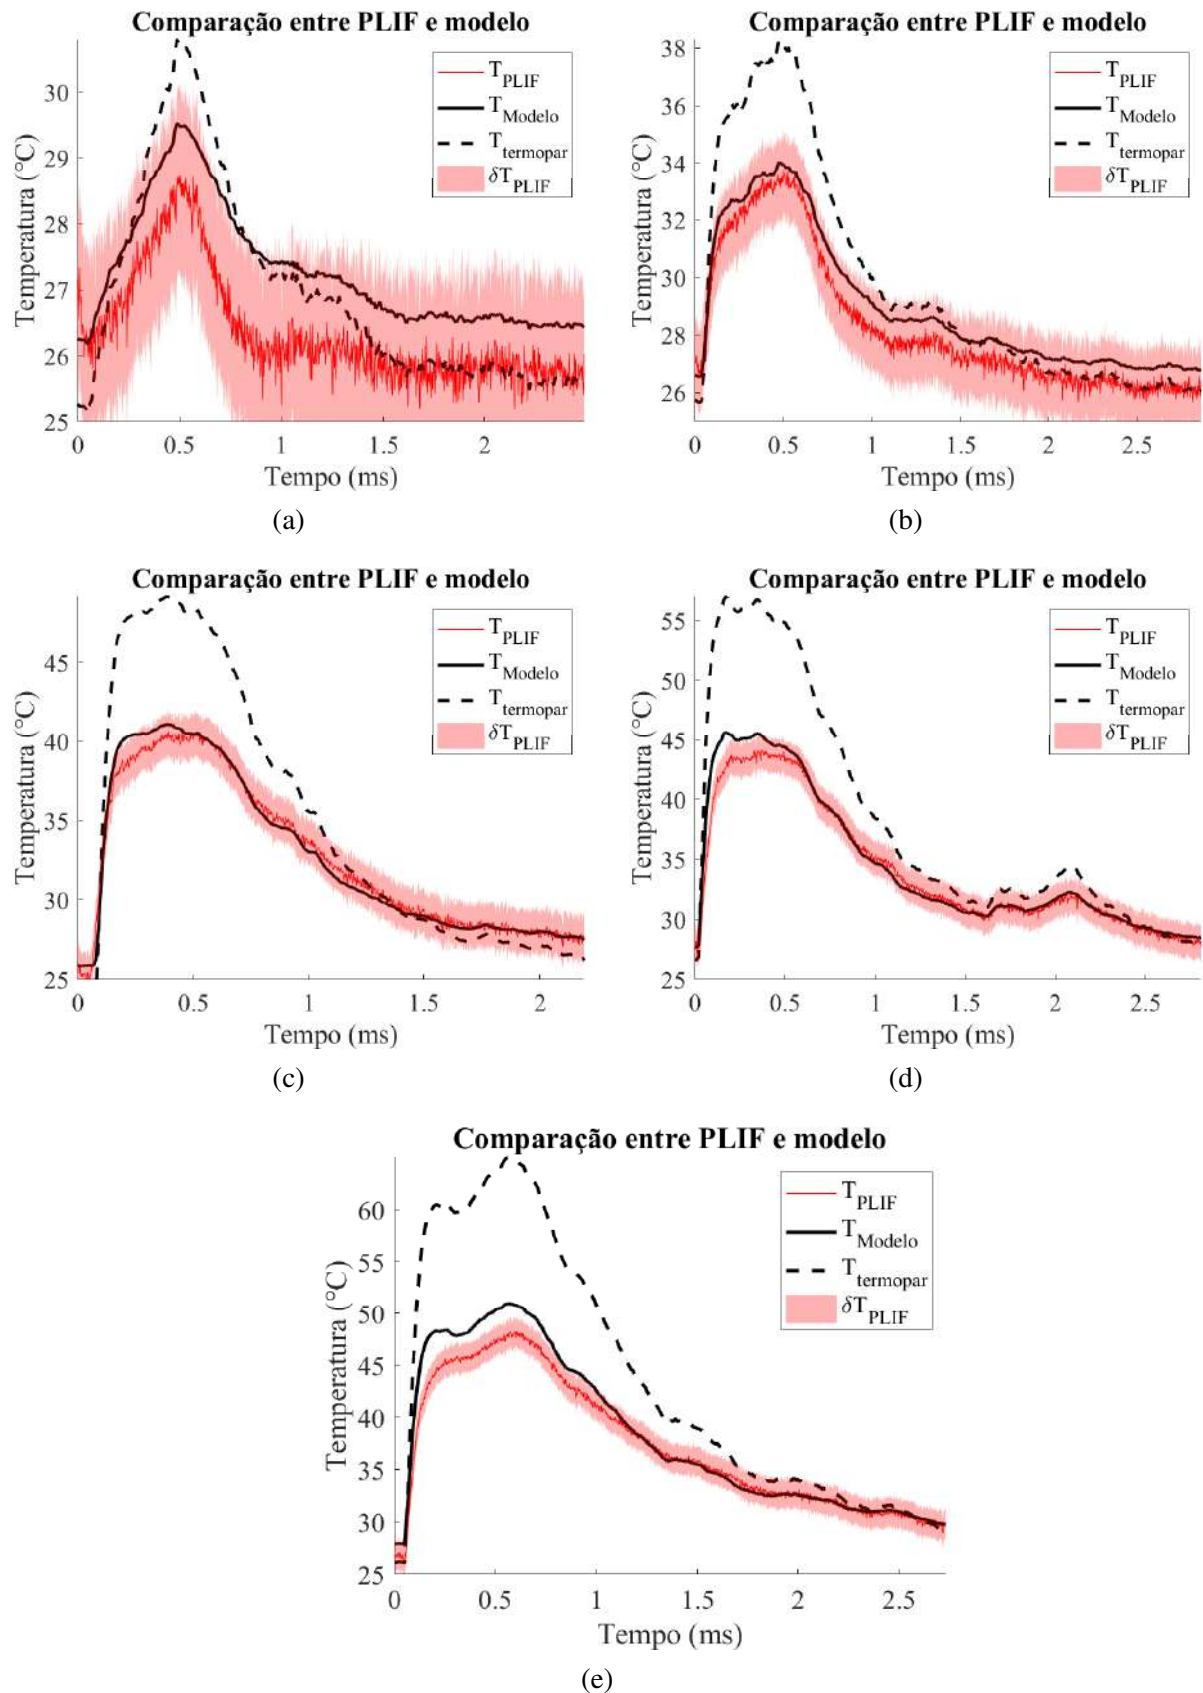 Comparação entre PLIF e modelo
Temperatura (°C)
30
29
28
27
26
25
0 0.5 1 1.5 2
Tempo (ms)
T_PLIF
T_Modelo
T_termopar
δT_PLIF
(a)
Comparação entre PLIF e modelo
Temperatura (°C)
38
36
34
32
30
28
26
0 0.5 1 1.5 2 2.5
Tempo (ms)
T_PLIF
T_Modelo
T_termopar
δT_PLIF
(b)
Comparação entre PLIF e modelo
Temperatura (°C)
45
40
35
30
25
0 0.5 1 1.5 2
Tempo (ms)
T_PLIF
T_Modelo
T_termopar
δT_PLIF
(c)
Comparação entre PLIF e modelo
Temperatura (°C)
55
50
45
40
35
30
25
0 0.5 1 1.5 2 2.5
Tempo (ms)
T_PLIF
T_Modelo
T_termopar
δT_PLIF
(d)
Comparação entre PLIF e modelo
Temperatura (°C)
60
55
50
45
40
35
30
25
0 0.5 1 1.5 2 2.5
Tempo (ms)
T_PLIF
T_Modelo
T_termopar
δT_PLIF
(e)